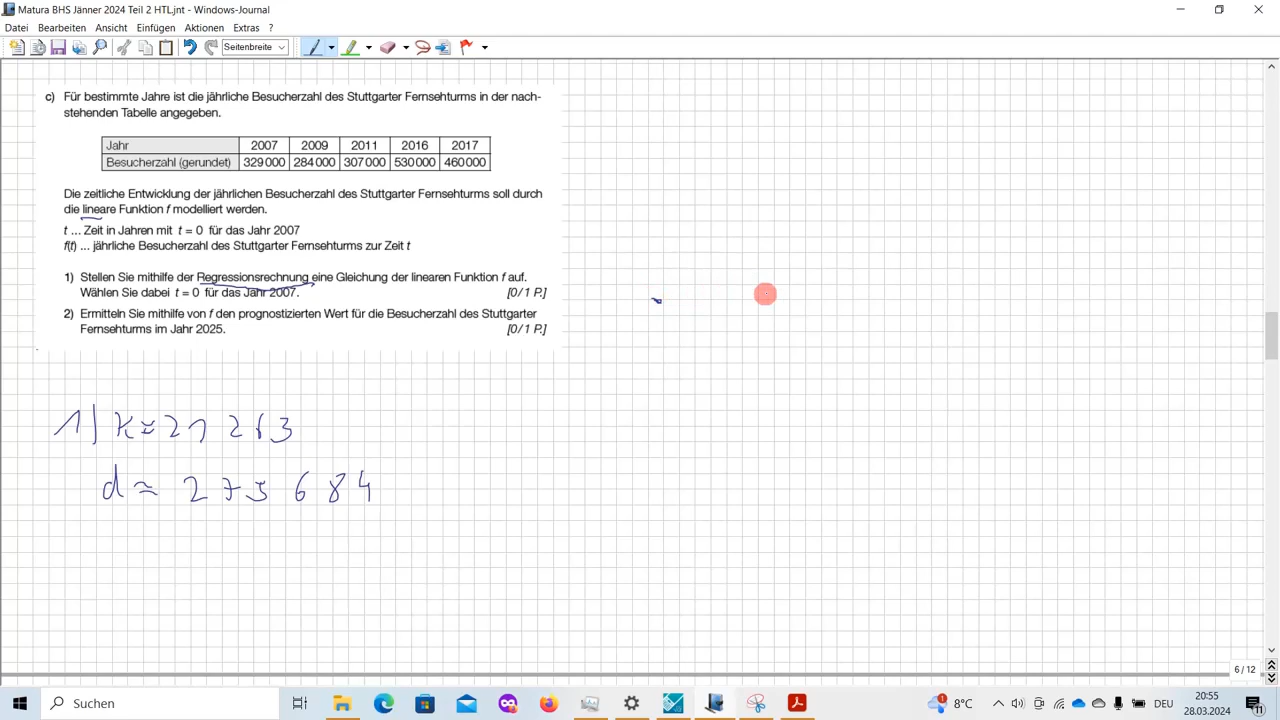 Matura BHS Jänner 2024 Teil 2 HTL.jnt - Windows-Journal
Datei Bearbeiten Ansicht Einfügen Aktionen Extras ?
Seitenbreite
c) Für bestimmte Jahre ist die jährliche Besucherzahl des Stuttgarter Fernsehturms in der nach-
stehenden Tabelle angegeben.
Jahr 2007 2009 2011 2016 2017
Besucherzahl (gerundet) 329 000 284 000 307 000 530 000 460 000
Die zeitliche Entwicklung der jährlichen Besucherzahl des Stuttgarter Fernsehturms soll durch
die lineare Funktion f modelliert werden.
t ... Zeit in Jahren mit t = 0 für das Jahr 2007
f(t) ... jährliche Besucherzahl des Stuttgarter Fernsehturms zur Zeit t
1) Stellen Sie mithilfe der Regressionsrechnung eine Gleichung der linearen Funktion f auf.
Wählen Sie dabei t = 0 für das Jahr 2007. [0/1 P.]
2) Ermitteln Sie mithilfe von f den prognostizierten Wert für die Besucherzahl des Stuttgarter
Fernsehturms im Jahr 2025. [0/1 P.]
1) k ≈ 21 263
d ≈ 275 684
6 / 12
Suchen
1
8°C
DEU
20:55
28.03.2024
11